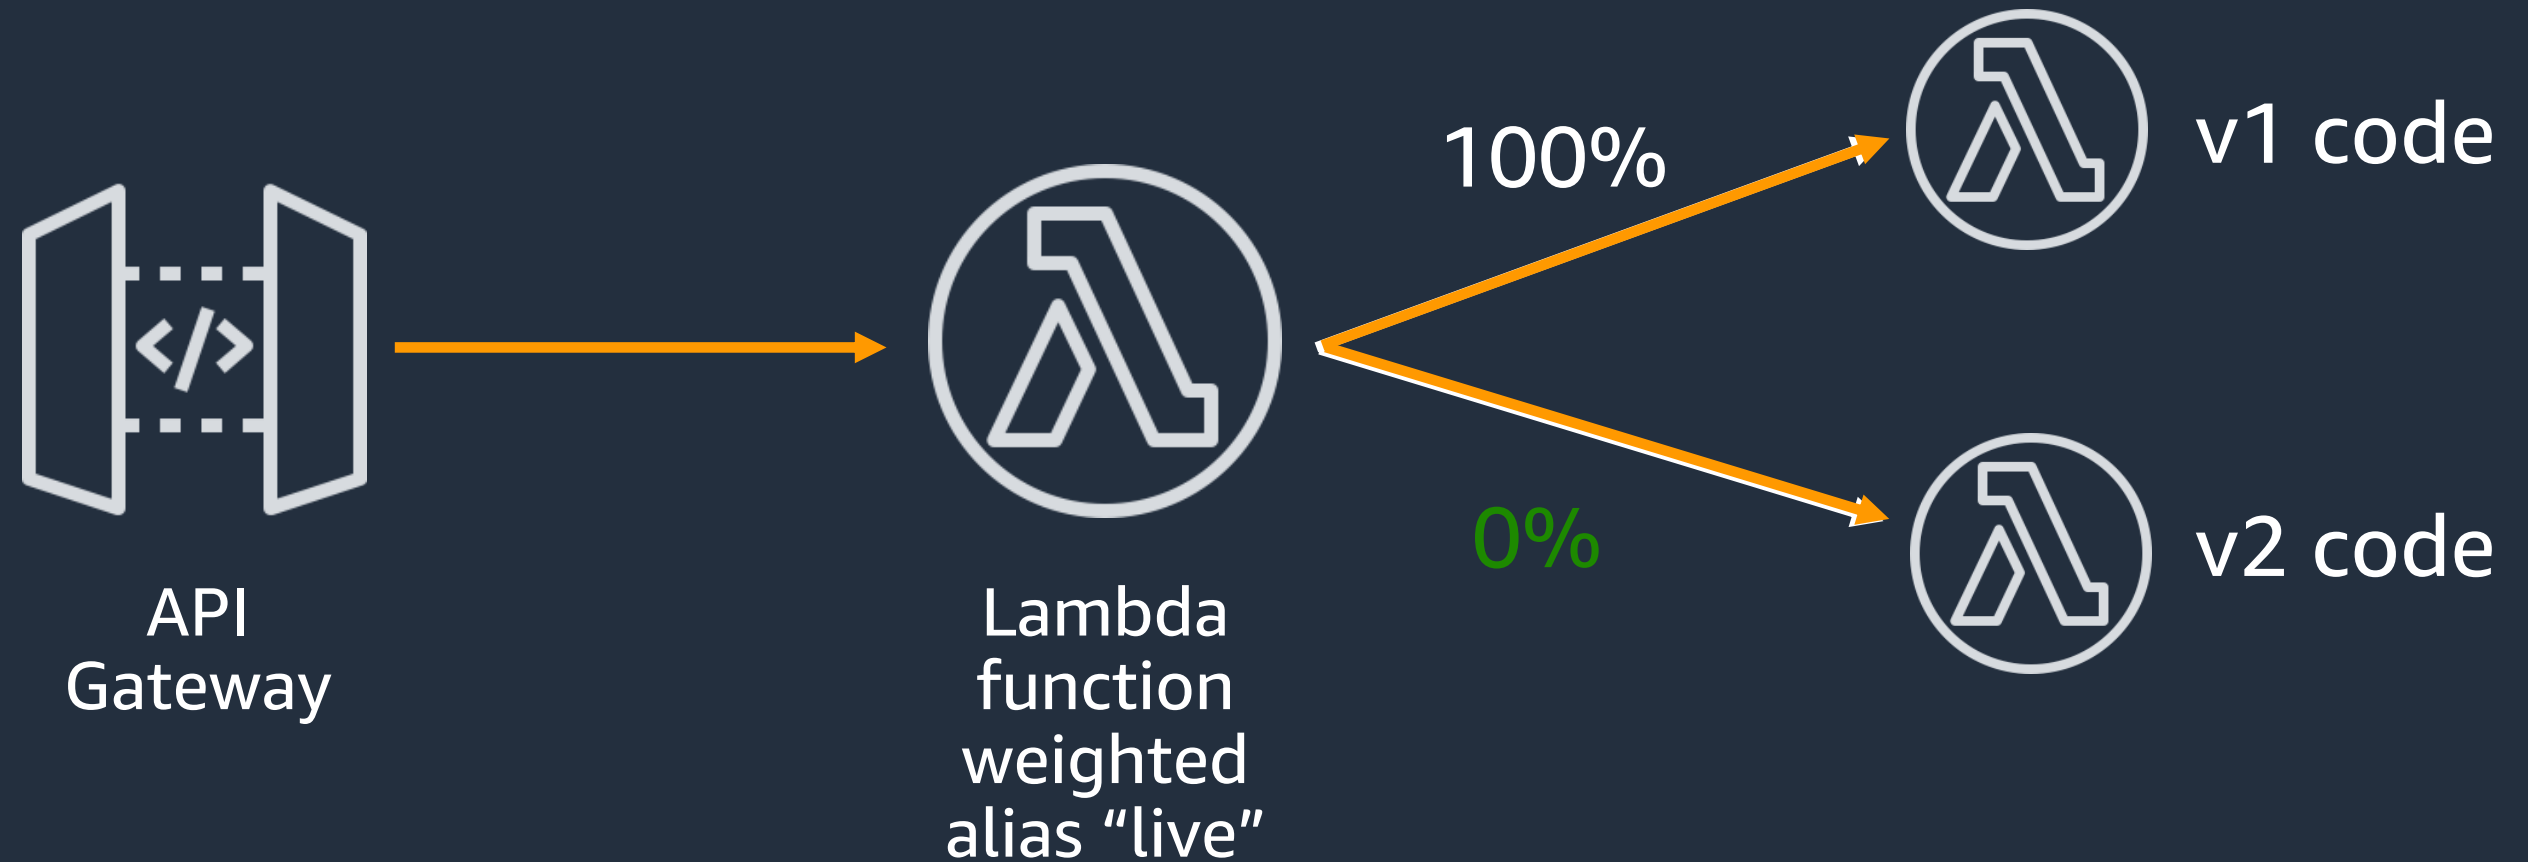 API
Gateway
</>
Lambda
function
weighted
alias “live”
100%
0%
v1 code
v2 code